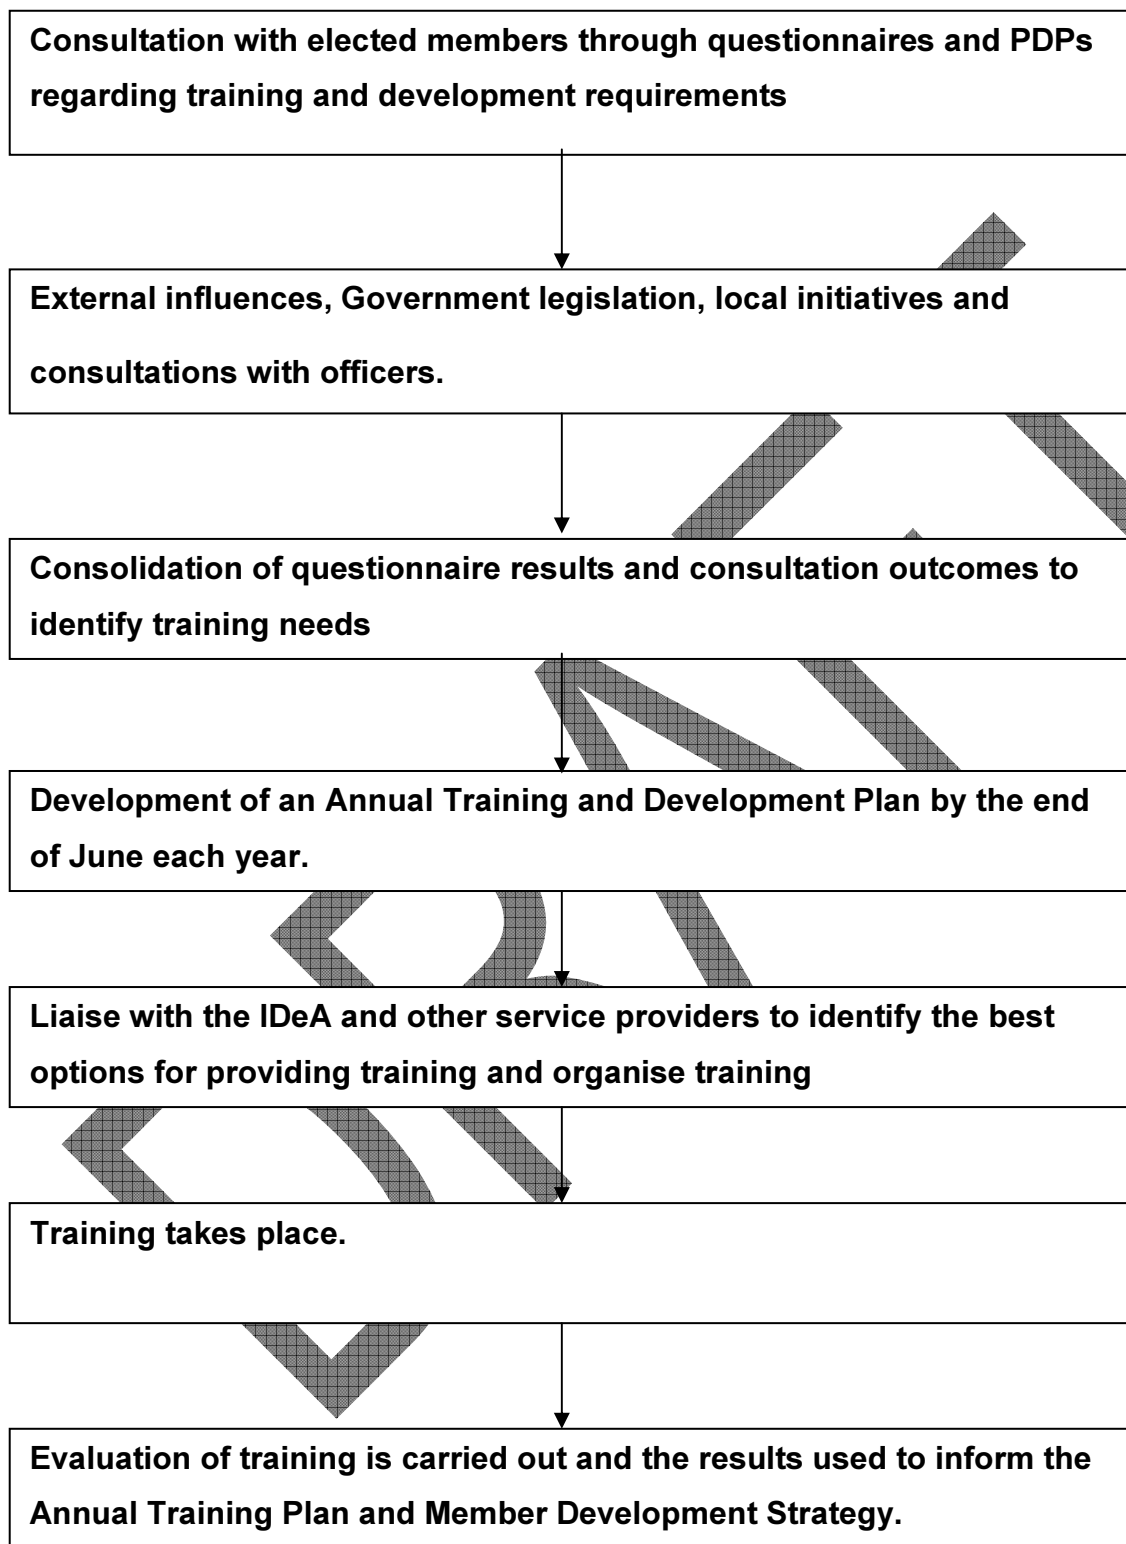 Consultation with elected members through questionnaires and PDPs
regarding training and development requirements
External influences, Government legislation, local initiatives and
consultations with officers.
Consolidation of questionnaire results and consultation outcomes to
identify training needs
Development of an Annual Training and Development Plan by the end
of June each year.
Liaise with the IDeA and other service providers to identify the best
options for providing training and organise training
Training takes place.
Evaluation of training is carried out and the results used to inform the
Annual Training Plan and Member Development Strategy.
DRAFT